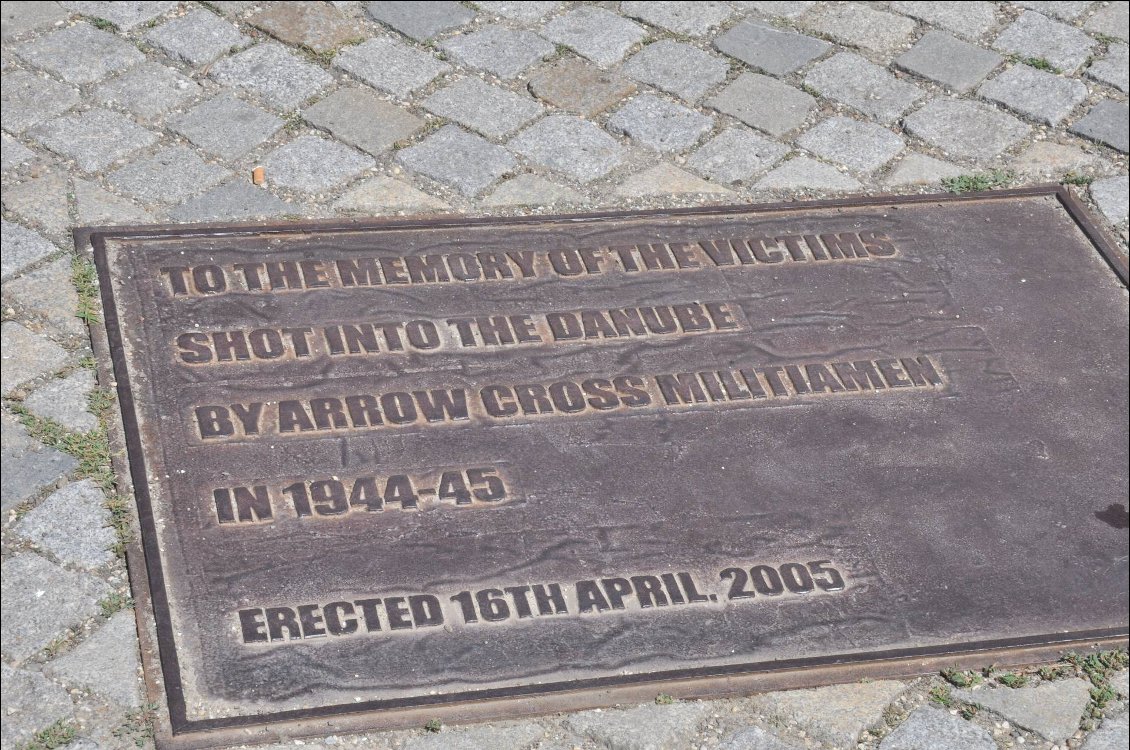 TO THE MEMORY OF THE VICTIMS
SHOT INTO THE DANUBE
BY ARROW CROSS MILITIAMEN
IN 1944-45
ERECTED 16TH APRIL, 2005